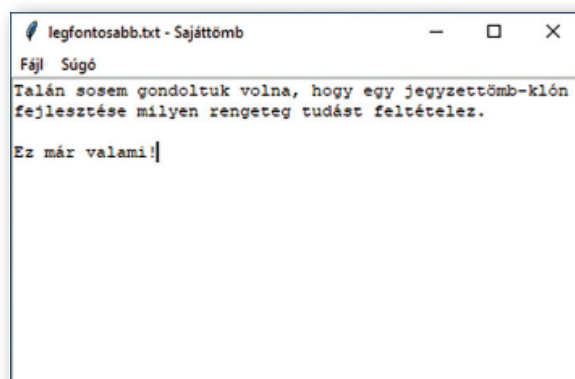 legfontosabb.txt - Sajáttömb
Fájl Súgó
Talán sosem gondoltuk volna, hogy egy jegyzettömb-klón
fejlesztése milyen rengeteg tudást feltételez.
Ez már valami!